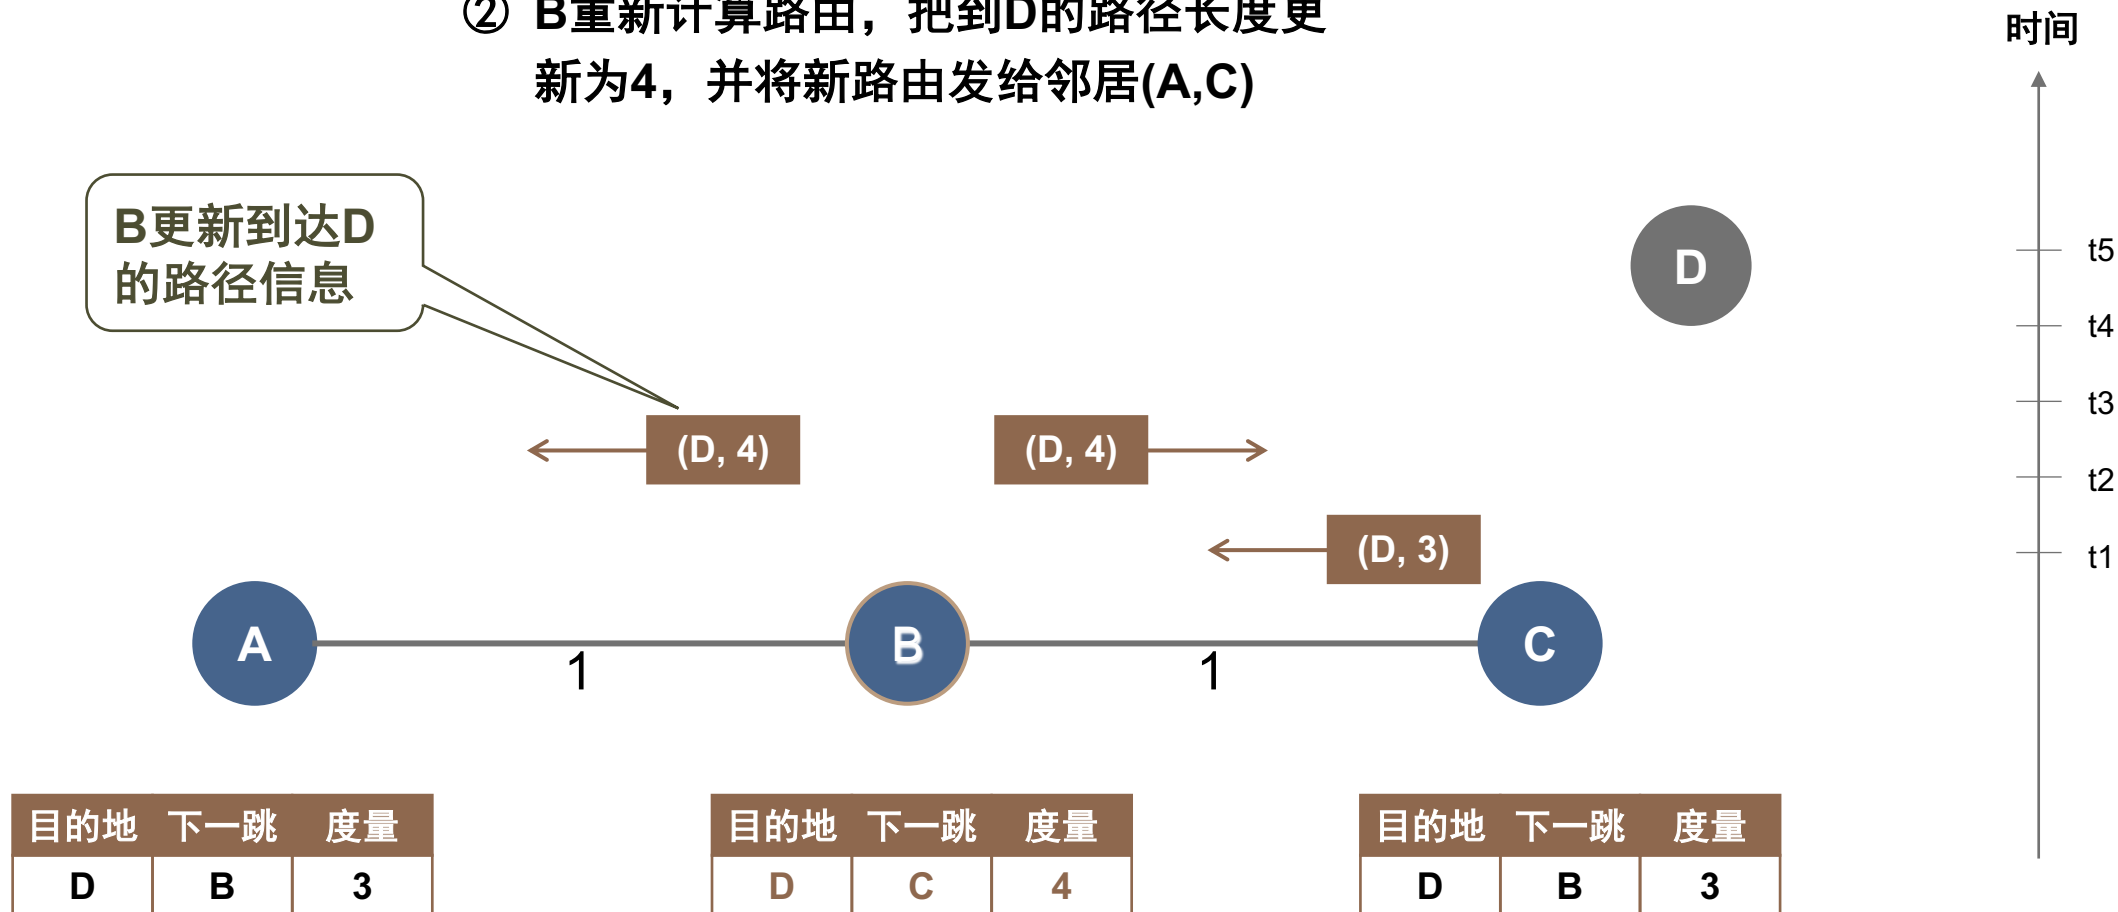 ② B重新计算路由，把到D的路径长度更
新为4，并将新路由发给邻居(A,C)
时间
B更新到达D
的路径信息
D
t5
t4
t3
t2
t1
(D, 4)
(D, 4)
(D, 3)
A
B
C
1
1
目的地 下一跳 度量
D B 3
目的地 下一跳 度量
D C 4
目的地 下一跳 度量
D B 3